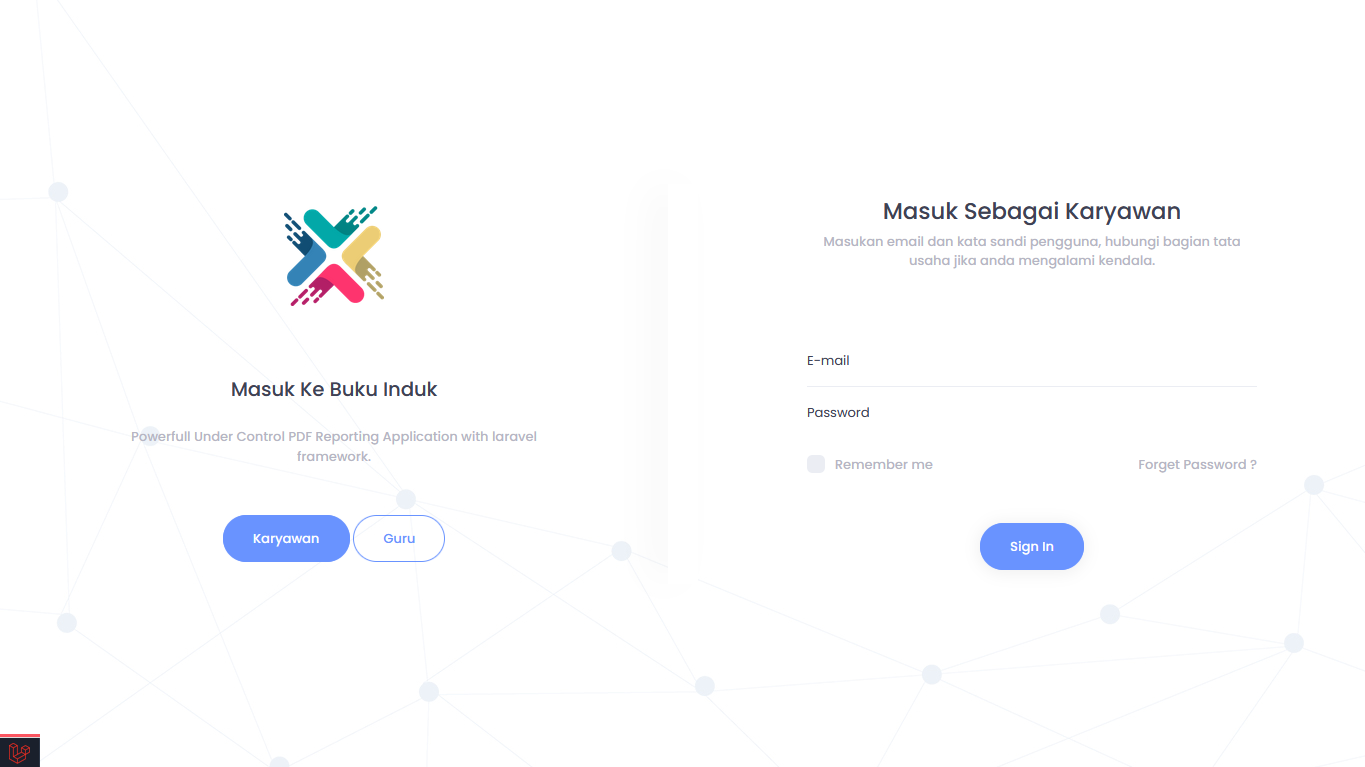 Masuk Ke Buku Induk
Powerfull Under Control PDF Reporting Application with laravel
framework.
Karyawan
Guru
Masuk Sebagai Karyawan
Masukan email dan kata sandi pengguna, hubungi bagian tata
usaha jika anda mengalami kendala.
E-mail
Password
Remember me
Forget Password ?
Sign In